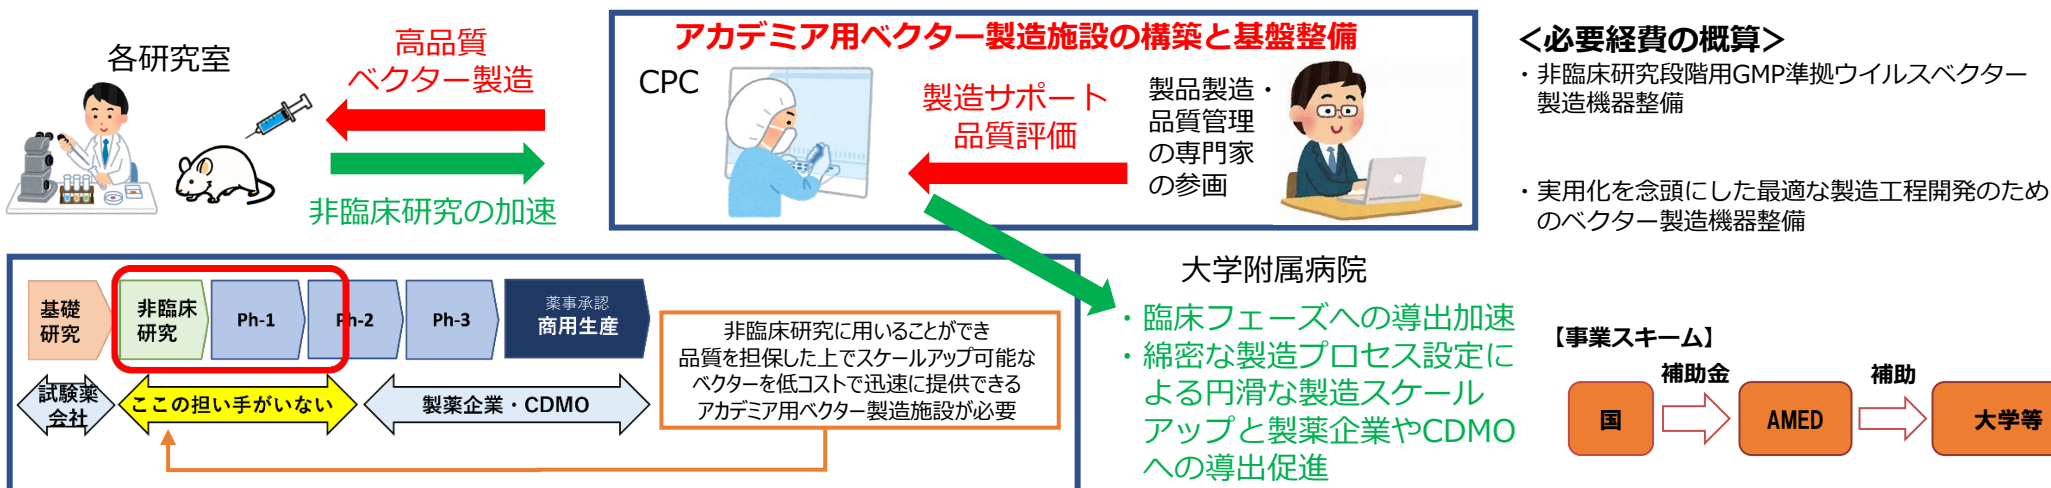 各研究室
高品質
ベクター製造
非臨床研究の加速
アカデミア用ベクター製造施設の構築と基盤整備
CPC
製造サポート
品質評価
製品製造・
品質管理
の専門家
の参画
＜必要経費の概算＞
・非臨床研究段階用GMP準拠ウイルスベクター
製造機器整備
・実用化を念頭にした最適な製造工程開発のため
のベクター製造機器整備
基礎
研究
非臨床
研究
Ph-1
Ph-2
Ph-3
薬事承認
商用生産
試験薬
会社
ここの担い手がいない
製薬企業・CDMO
非臨床研究に用いることができ
品質を担保した上でスケールアップ可能な
ベクターを低コストで迅速に提供できる
アカデミア用ベクター製造施設が必要
大学附属病院
・臨床フェーズへの導出加速
・綿密な製造プロセス設定に
よる円滑な製造スケール
アップと製薬企業やCDMO
への導出促進
【事業スキーム】
補助金
補助
国
AMED
大学等